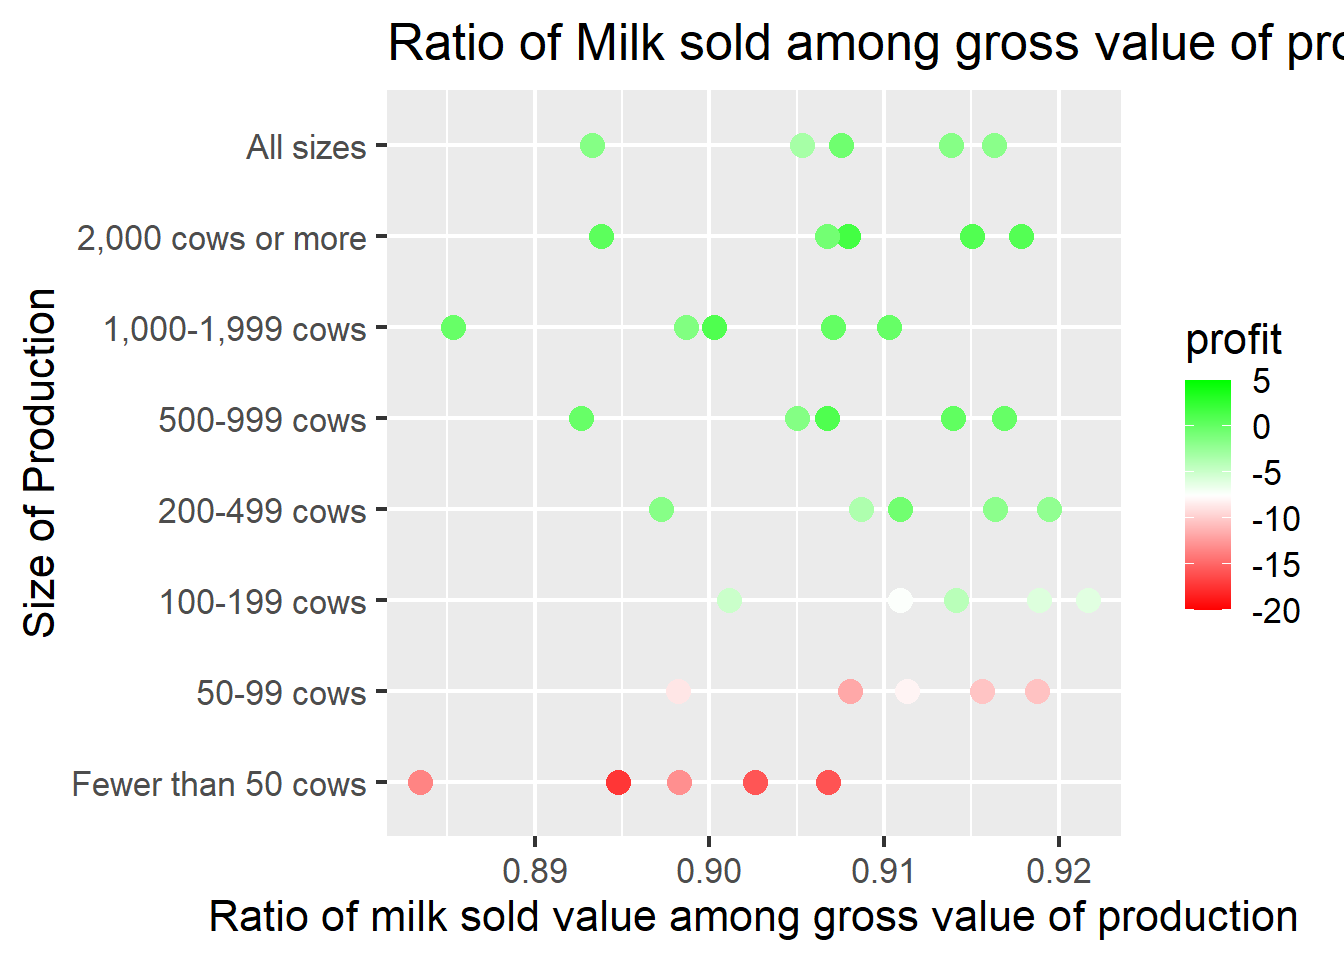 Ratio of Milk sold among gross value of pro
All sizes
2,000 cows or more
1,000-1,999 cows
500-999 cows
200-499 cows
100-199 cows
50-99 cows
Fewer than 50 cows
Size of Production
0.89 0.90 0.91 0.92
Ratio of milk sold value among gross value of production
profit
5
0
-5
-10
-15
-20